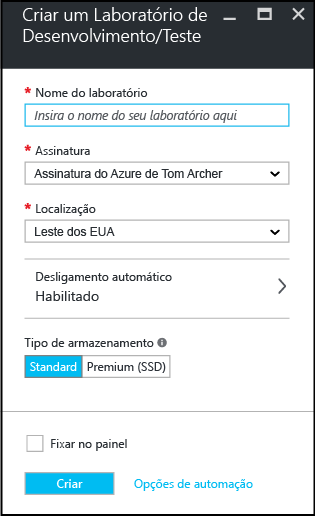 Criar um Laboratório de
Desenvolvimento/Teste
* Nome do laboratório
Insira o nome do seu laboratório aqui
* Assinatura
Assinatura do Azure de Tom Archer
* Localização
Leste dos EUA
Desligamento automático
Habilitado
Tipo de armazenamento
Standard Premium (SSD)
Fixar no painel
Criar Opções de automação